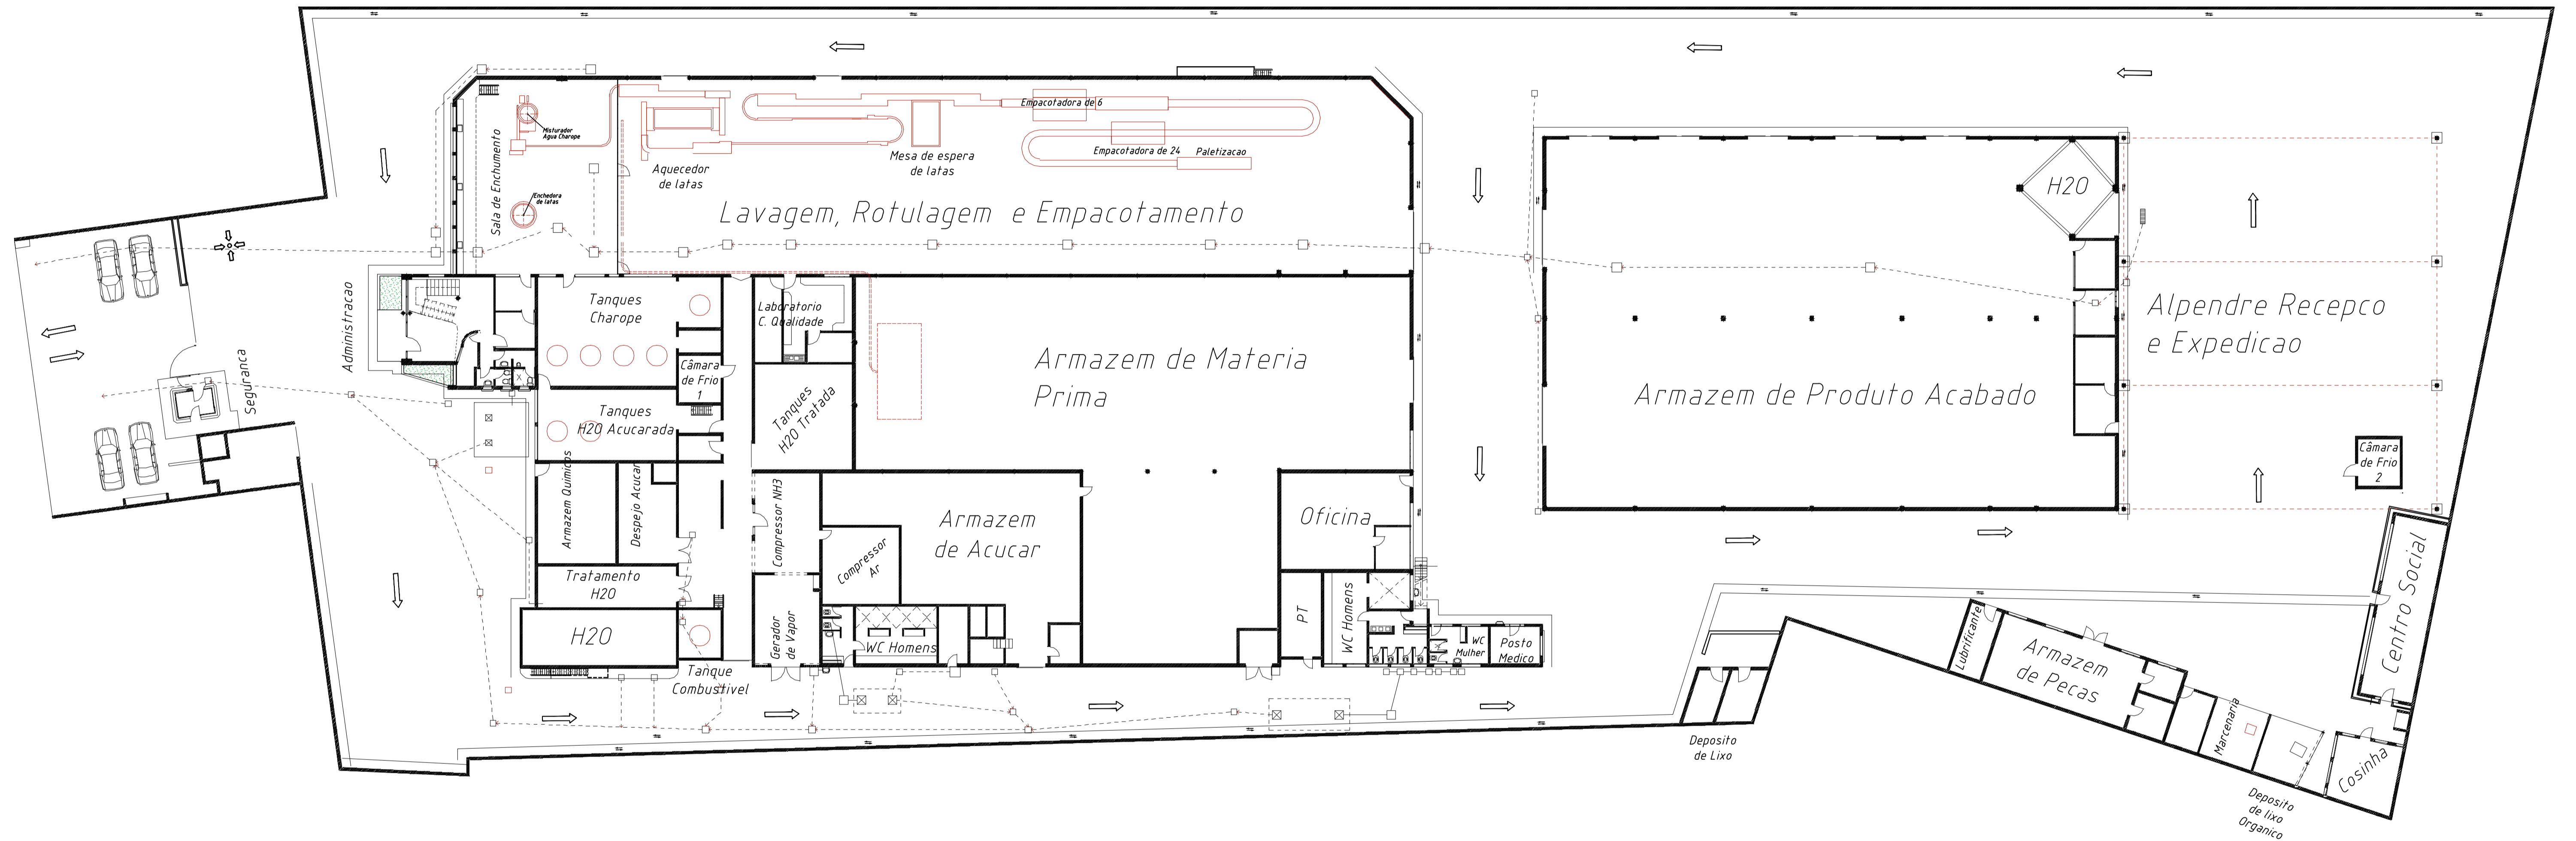 Empacotadora de 6
Misturador
Agua Charope
Sala de Enchumento
Enchedora
de latas
Aquecedor
de latas
Mesa de espera
de latas
Empacotadora de 24
Paletizacao
Lavagem, Rotulagem e Empacotamento
H2O
Administracao
Seguranca
Tanques
Charope
Câmara
de Frio
1
Laboratorio
C. Qualidade
Tanques
H2O Acucarada
Tanques
H2O Tratada
Armazem de Materia
Prima
Armazem de Produto Acabado
Alpendre Recepco
e Expedicao
Câmara
de Frio
2
Armazem Quimicos
Despejo Acucar
Compressor NH3
Compressor
Ar
Armazem
de Acucar
Oficina
Tratamento
H2O
H2O
Tanque
Combustivel
Gerador
de Vapor
WC Homens
PT
WC Homens
WC
Mulher
Posto
Medico
Deposito
de Lixo
Lubrificantel
Armazem
de Pecas
Marcenaria
Centro Social
Cosinha
Deposito
de lixo
Organico